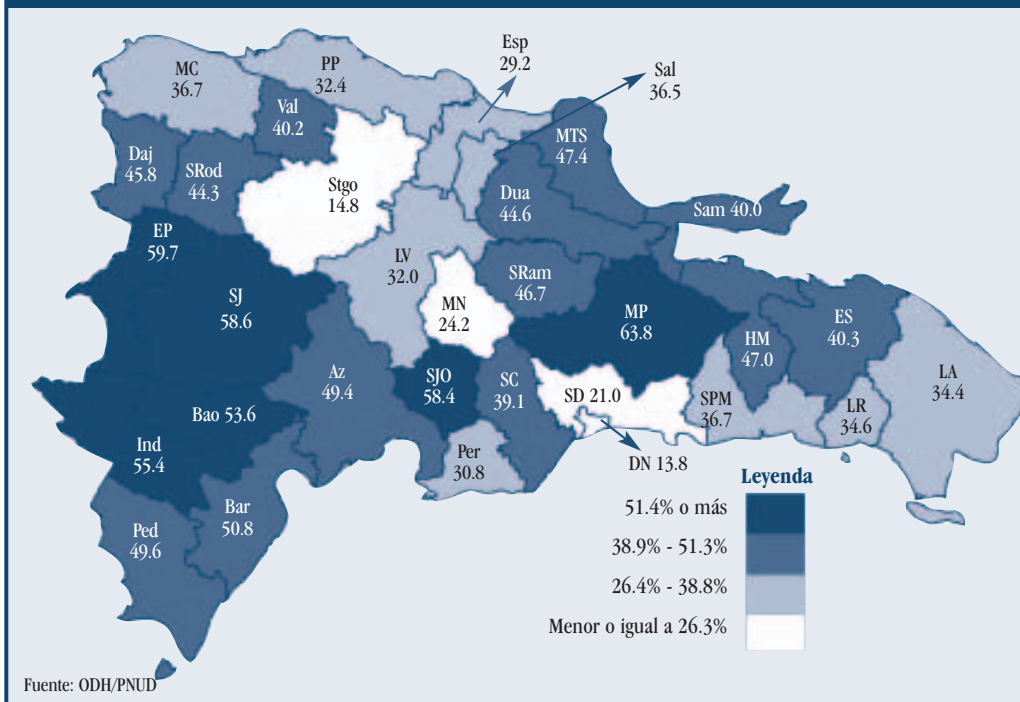 Esp
29.2
Sal
36.5
MC
36.7
PP
32.4
Val
40.2
MTS
47.4
Daj
45.8
SRod
44.3
Stgo
14.8
Dua
44.6
Sam 40.0
EP
59.7
LV
32.0
SRam
46.7
SJ
58.6
MN
24.2
MP
63.8
ES
40.3
HM
47.0
Az
49.4
SJO
58.4
SC
39.1
LA
34.4
SD 21.0
SPM
36.7
LR
34.6
Bao 53.6
Ind
55.4
Per
30.8
DN 13.8
Bar
50.8
Ped
49.6
Leyenda
51.4% o más
38.9% - 51.3%
26.4% - 38.8%
Menor o igual a 26.3%
Fuente: ODH/PNUD